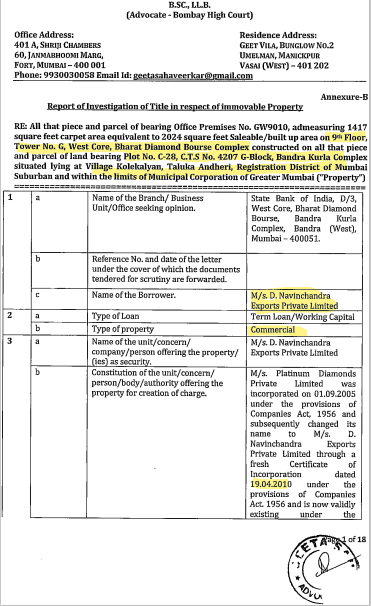 B.SC., LL.B.
(Advocate - Bombay High Court)
Office Address:
401 A, SHRIJI CHAMBERS
60, JANMABHOOMI MARG,
FORT, MUMBAI – 400 001
Phone: 9930030058 Email Id: geetasahaveerkar@gmail.com
Residence Address:
GEET VILA, BUNGLOW NO.2
UMELMAN, MANICKPUR
VASAI (WEST) – 401 202
Annexure-B
Report of Investigation of Title in respect of immovable Property
RE: All that piece and parcel of bearing Office Premises No. GW9010, admeasuring 1417
square feet carpet area equivalent to 2024 square feet Saleable/built up area on 9th Floor,
Tower No. G, West Core, Bharat Diamond Bourse Complex constructed on all that piece
and parcel of land bearing Plot No. C-28, C.T.S No. 4207 G-Block, Bandra Kurla Complex
situated lying at Village Kolekalyan, Taluka Andheri, Registration District of Mumbai
Suburban and within the limits of Municipal Corporation of Greater Mumbai ("Property")
1 a Name of the Branch/ Business
Unit/Office seeking opinion.
State Bank of India, D/3,
West Core, Bharat Diamond
Bourse, Bandra Kurla
Complex, Bandra (West),
Mumbai – 400051.
b Reference No. and date of the letter
under the cover of which the documents
tendered for scrutiny are forwarded.
c Name of the Borrower.
M/s. D. Navinchandra
Exports Private Limited
2 a Type of Loan Term Loan/Working Capital
b Type of property Commercial
3 a Name of the unit/concern/
company/person offering the property/
(ies) as security.
M/s. D. Navinchandra
Exports Private Limited
b Constitution of the unit/concern/
person/body/authority offering the
property for creation of charge.
M/s. Platinum Diamonds
Private Limited was
incorporated on 01.09.2005
under the provisions of
Companies Act, 1956 and
subsequently changed its
name to M/s. D.
Navinchandra Exports
Private Limited through a
fresh Certificate of
Incorporation dated
19.04.2010 under the
provisions of Companies
Act. 1956 and is now validly
existing under the
Page 1 of 18